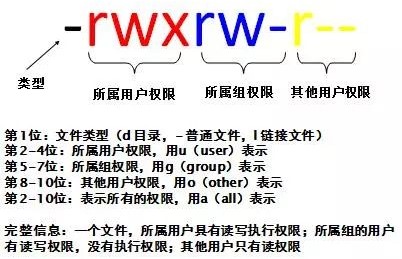 -rwxrw-r--
类型
所属用户权限
所属组权限
其他用户权限
第1位：文件类型（d 目录，- 普通文件，l 链接文件）
第2-4位：所属用户权限，用u（user）表示
第5-7位：所属组权限，用g（group）表示
第8-10位：其他用户权限，用o（other）表示
第2-10位：表示所有的权限，用a（all）表示
完整信息：一个文件，所属用户具有读写执行权限；所属组的用户
有读写权限，没有执行权限；其他用户只有读权限